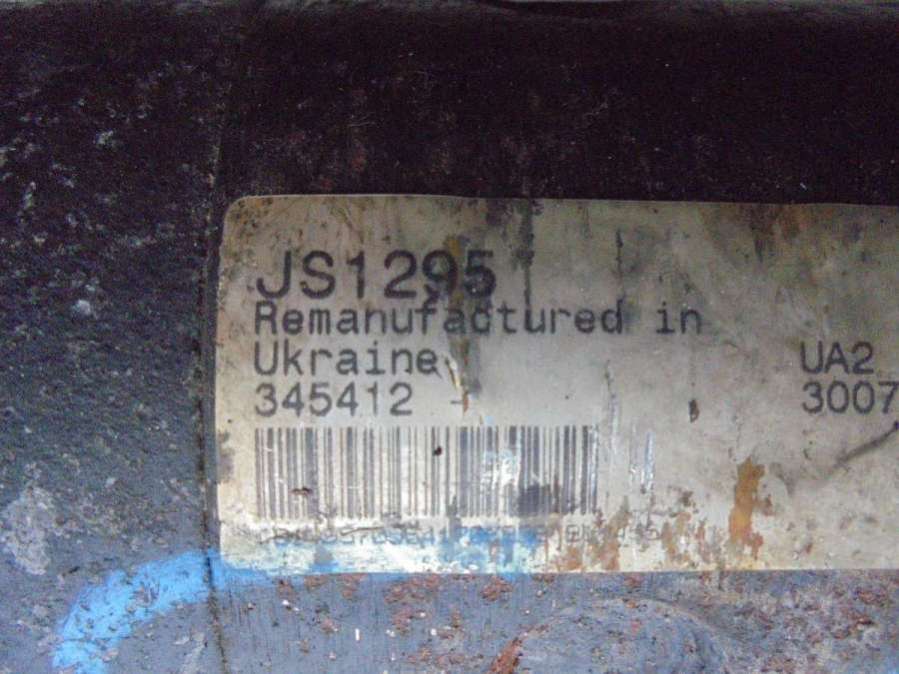 JS1295
Remanufactured in
Ukraine
UA2
345412 -
3007